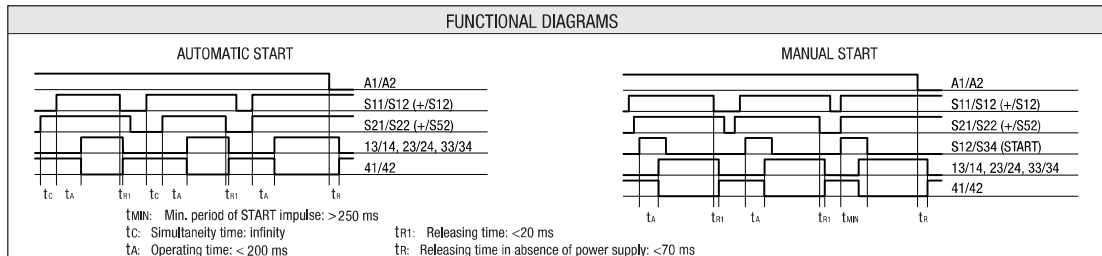 FUNCTIONAL DIAGRAMS
AUTOMATIC START
A1/A2
S11/S12 (+/S12)
S21/S22 (+/S52)
13/14, 23/24, 33/34
41/42
tC tA tR1 tC tA tR1 tA tR
MANUAL START
A1/A2
S11/S12 (+/S12)
S21/S22 (+/S52)
S12/S34 (START)
13/14, 23/24, 33/34
41/42
tA tR1 tA tR1 tMIN tR
tMIN: Min. period of START impulse: >250 ms
tC: Simultaneity time: infinity
tA: Operating time: < 200 ms
tR1: Releasing time: <20 ms
tR: Releasing time in absence of power supply: <70 ms